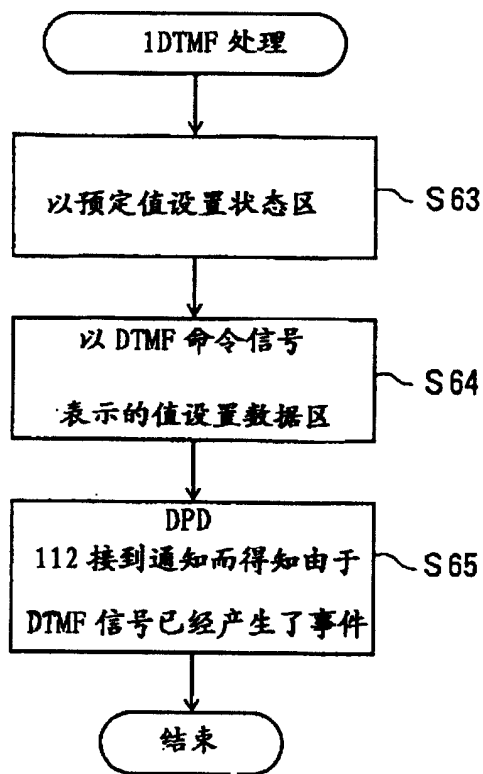 1DTMF 处理
以预定值设置状态区
S63
以 DTMF 命令信号
表示的值设置数据区
S64
DPD
112 接到通知而得知由于
DTMF 信号已经产生了事件
S65
结束